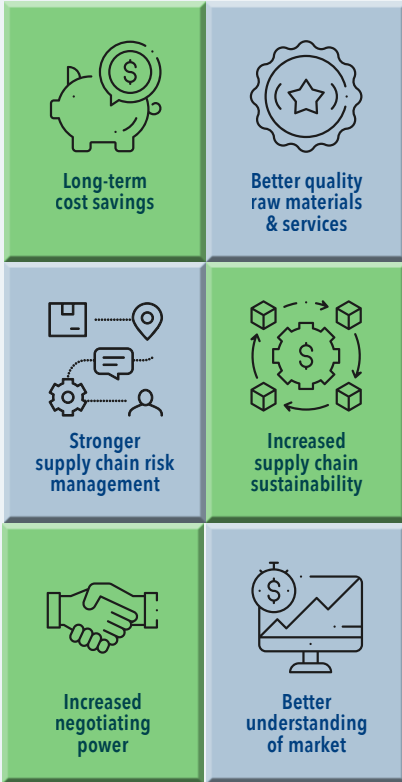 $
Long-term
cost savings
Better quality
raw materials
& services
Stronger
supply chain risk
management
$
Increased
supply chain
sustainability
Increased
negotiating
power
$
Better
understanding
of market